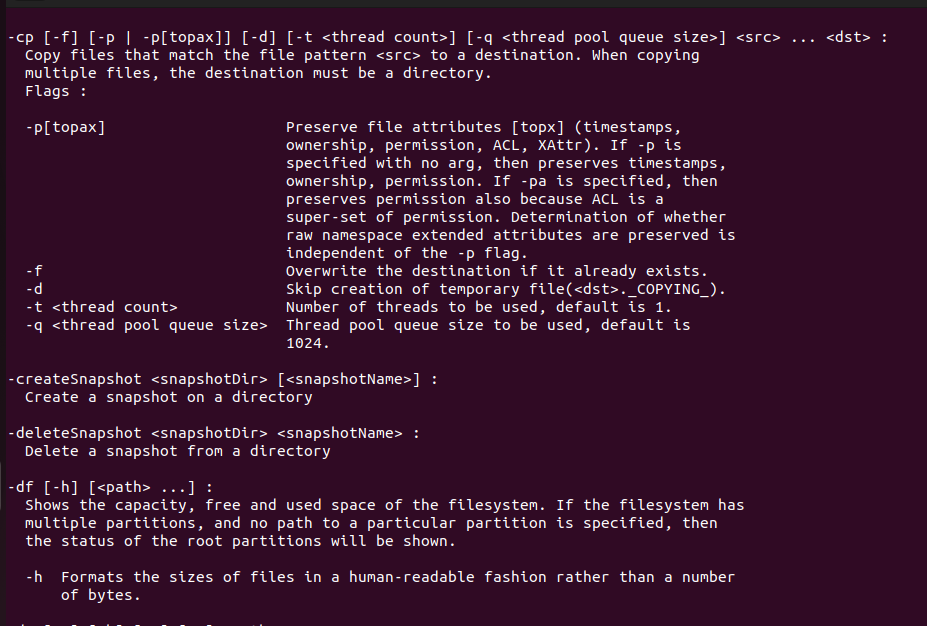 -cp [-f] [-p | -p[topax]] [-d] [-t <thread count>] [-q <thread pool queue size>] <src> ... <dst> :
Copy files that match the file pattern <src> to a destination. When copying
multiple files, the destination must be a directory.
Flags :
-p[topax] Preserve file attributes [topx] (timestamps,
ownership, permission, ACL, XAttr). If -p is
specified with no arg, then preserves timestamps,
ownership, permission. If -pa is specified, then
preserves permission also because ACL is a
super-set of permission. Determination of whether
raw namespace extended attributes are preserved is
independent of the -p flag.
-f Overwrite the destination if it already exists.
-d Skip creation of temporary file(<dst>._COPYING_).
-t <thread count> Number of threads to be used, default is 1.
-q <thread pool queue size> Thread pool queue size to be used, default is
1024.
-createSnapshot <snapshotDir> [<snapshotName>] :
Create a snapshot on a directory
-deleteSnapshot <snapshotDir> <snapshotName> :
Delete a snapshot from a directory
-df [-h] [<path> ...] :
Shows the capacity, free and used space of the filesystem. If the filesystem has
multiple partitions, and no path to a particular partition is specified, then
the status of the root partitions will be shown.
-h Formats the sizes of files in a human-readable fashion rather than a number
of bytes.